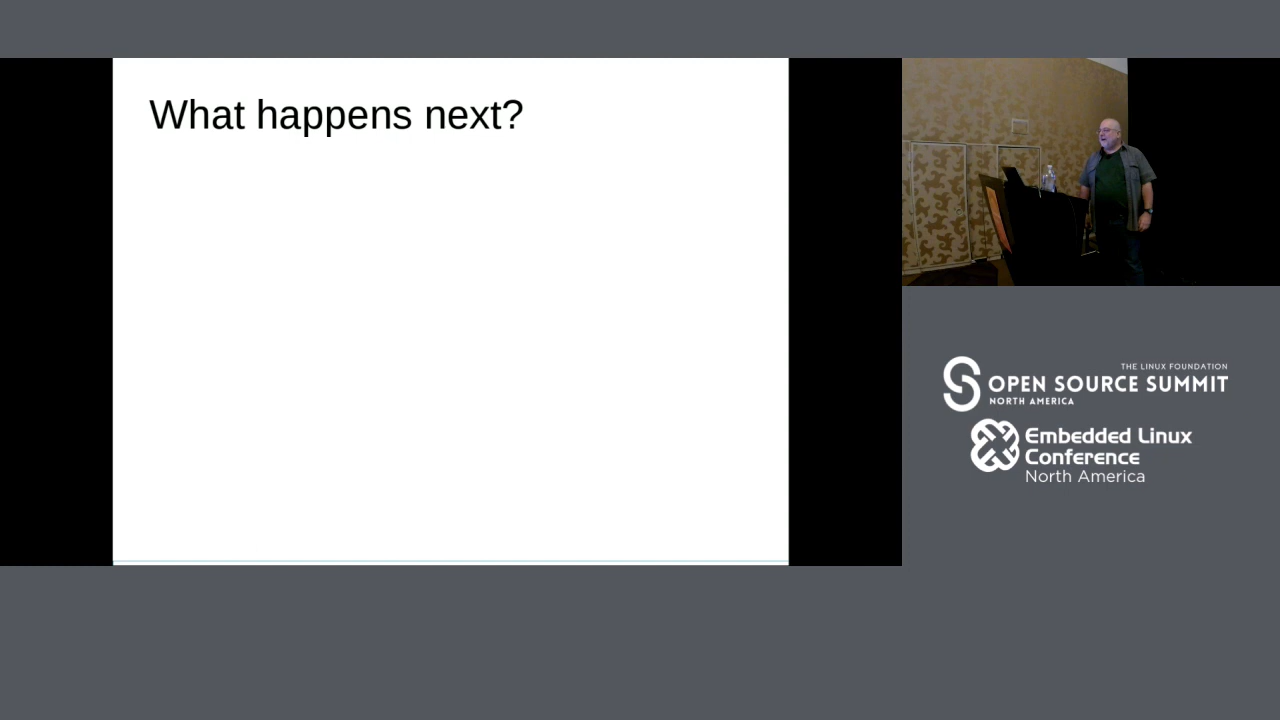 What happens next?
THE LINUX FOUNDATION
OPEN SOURCE SUMMIT
NORTH AMERICA
Embedded Linux
Conference
North America